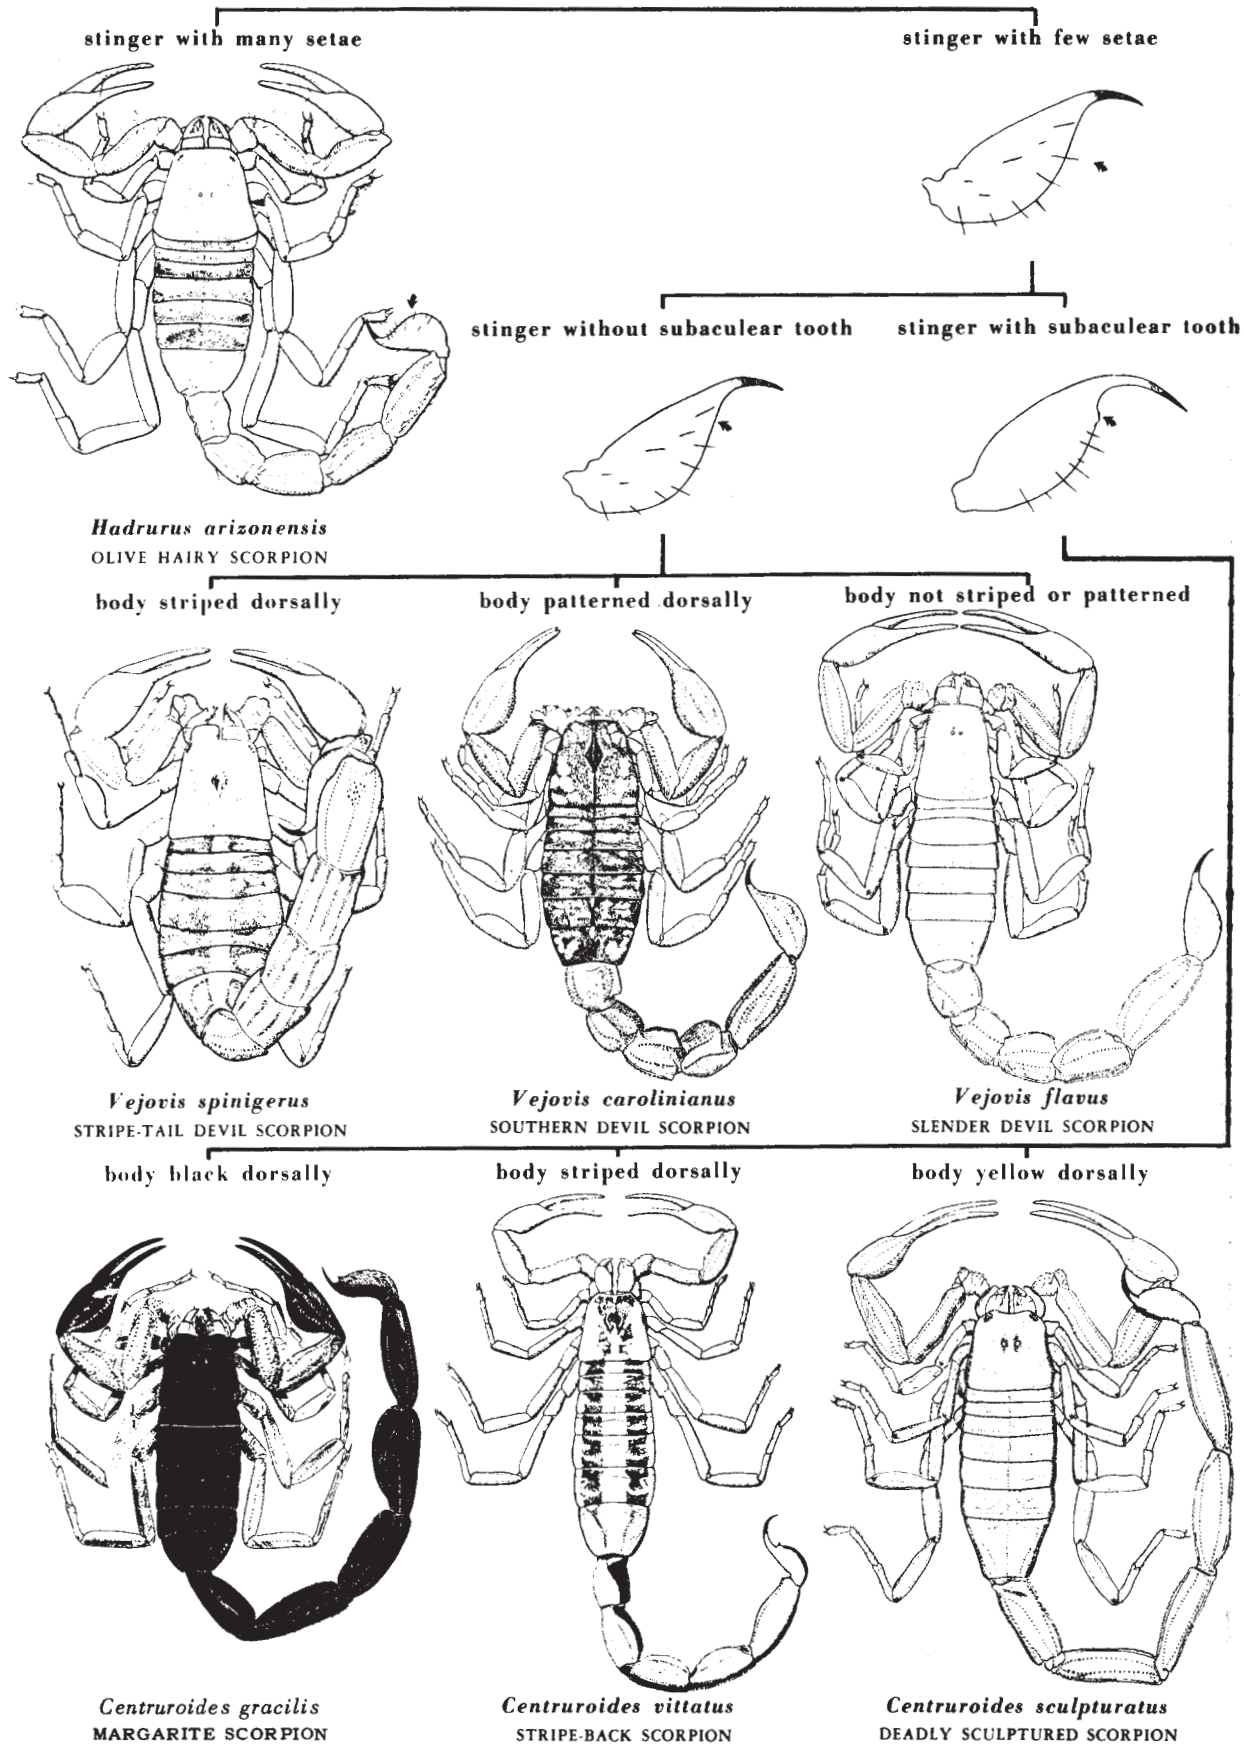 stinger with many setae
stinger with few setae
stinger without subaculear tooth
stinger with subaculear tooth
Hadrurus arizonensis
OLIVE HAIRY SCORPION
body striped dorsally
body patterned dorsally
body not striped or patterned
Vejovis spinigerus
STRIPE-TAIL DEVIL SCORPION
Vejovis carolinianus
SOUTHERN DEVIL SCORPION
Vejovis flavus
SLENDER DEVIL SCORPION
body black dorsally
body striped dorsally
body yellow dorsally
Centruroides gracilis
MARGARITE SCORPION
Centruroides vittatus
STRIPE-BACK SCORPION
Centruroides sculpturatus
DEADLY SCULPTURED SCORPION